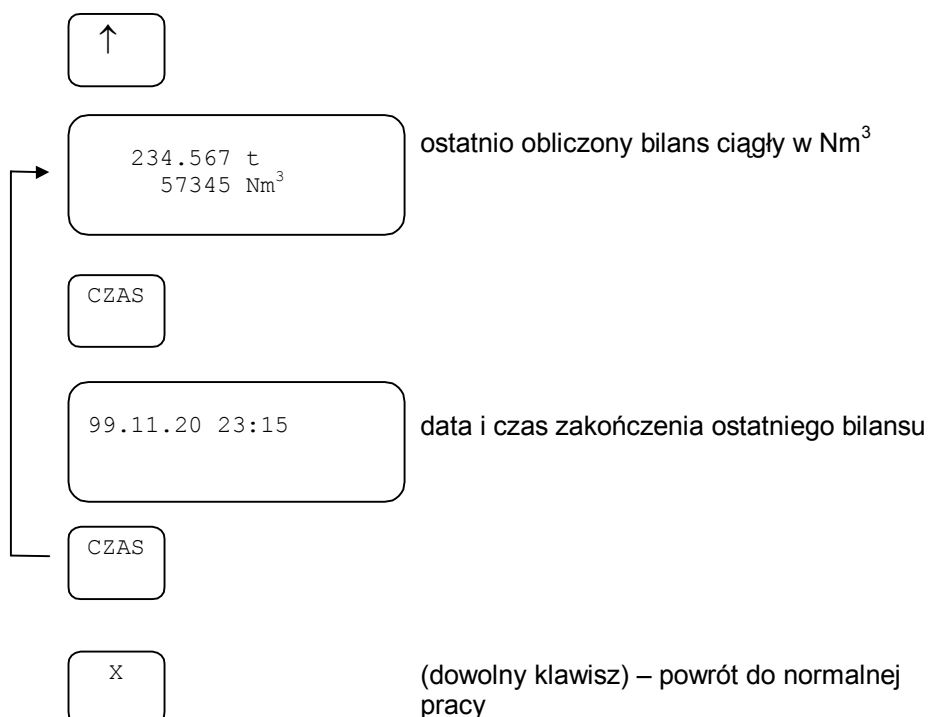 ↑
234.567 t
57345 Nm³
ostatnio obliczony bilans ciągły w Nm³
CZAS
99.11.20 23:15
data i czas zakończenia ostatniego bilansu
CZAS
X
(dowolny klawisz) – powrót do normalnej
pracy